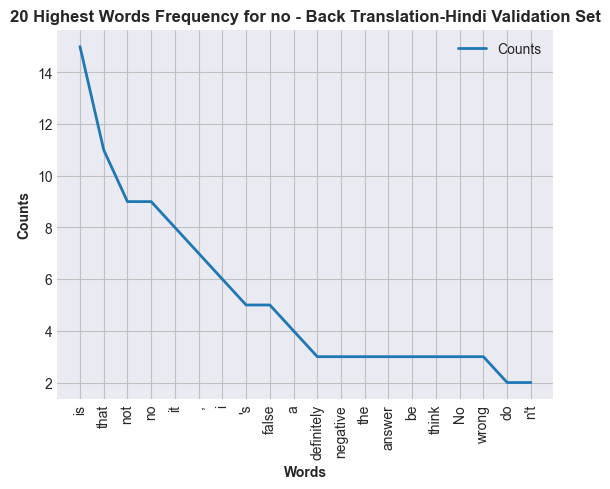 20 Highest Words Frequency for no - Back Translation-Hindi Validation Set
Counts
14
12
10
8
6
4
2
Counts
is
that
not
no
it
,
i
's
false
a
definitely
negative
the
answer
be
think
No
wrong
do
n't
Words